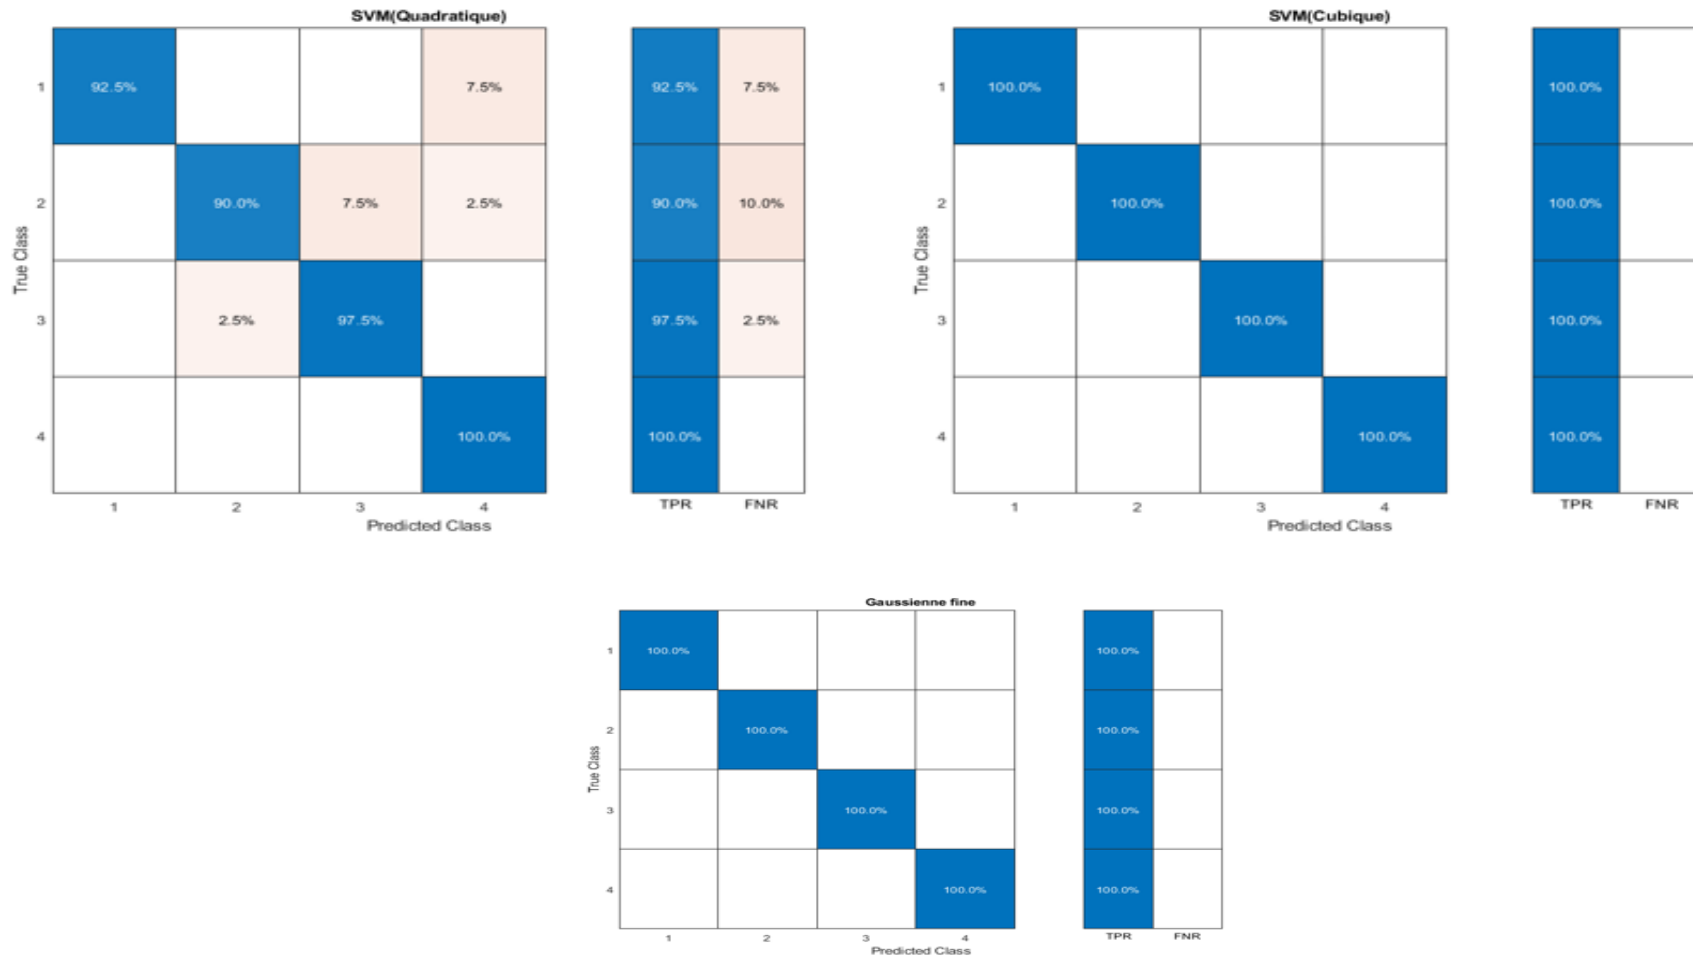 SVM(Quadratique)
1 92.5% 7.5% 92.5% 7.5%
2 90.0% 7.5% 2.5% 90.0% 10.0%
True Class
3 2.5% 97.5% 97.5% 2.5%
4 100.0% 100.0%
1 2 3 4 TPR FNR
Predicted Class
SVM(Cubique)
1 100.0% 100.0%
2 100.0% 100.0%
True Class
3 100.0% 100.0%
4 100.0% 100.0%
1 2 3 4 TPR FNR
Predicted Class
Gaussienne fine
1 100.0% 100.0%
2 100.0% 100.0%
True Class
3 100.0% 100.0%
4 100.0% 100.0%
1 2 3 4 TPR FNR
Predicted Class